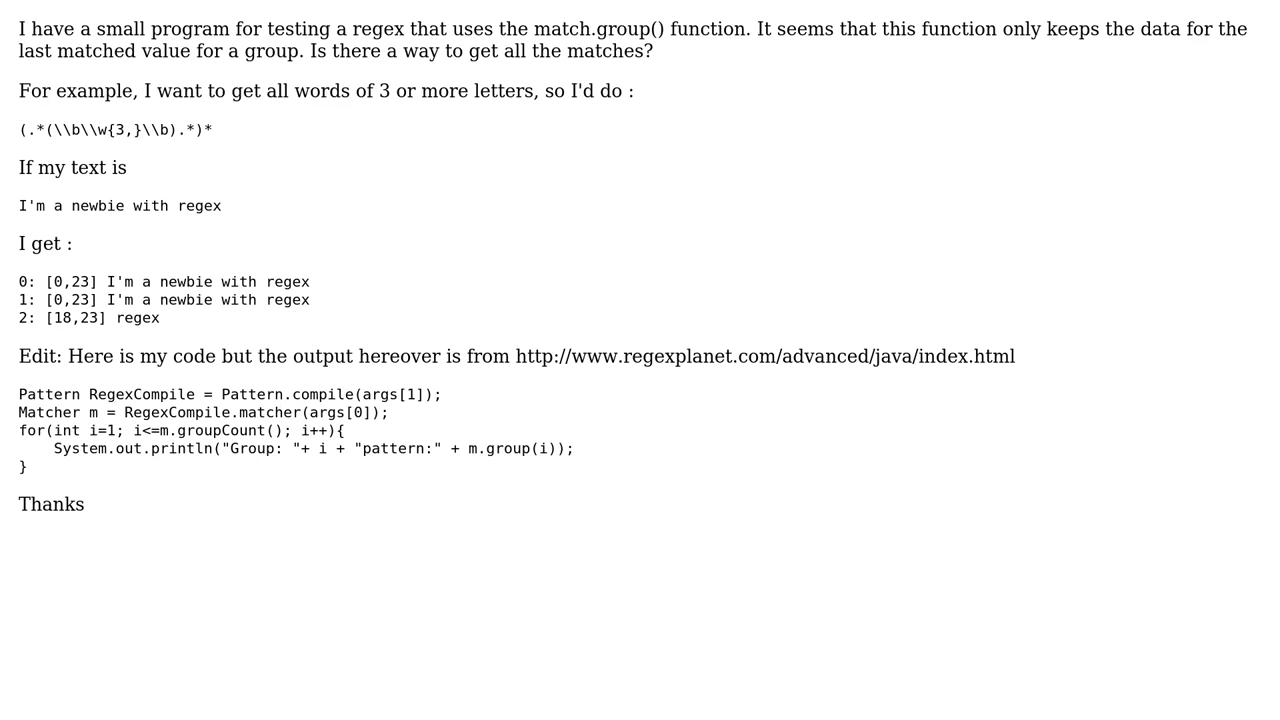 I have a small program for testing a regex that uses the match.group() function. It seems that this function only keeps the data for the
last matched value for a group. Is there a way to get all the matches?
For example, I want to get all words of 3 or more letters, so I'd do :
(.*(\\b\\w{3,}\\b).*)*
If my text is
I'm a newbie with regex
I get :
0: [0,23] I'm a newbie with regex
1: [0,23] I'm a newbie with regex
2: [18,23] regex
Edit: Here is my code but the output hereover is from http://www.regexplanet.com/advanced/java/index.html
Pattern RegexCompile = Pattern.compile(args[1]);
Matcher m = RegexCompile.matcher(args[0]);
for(int i=1; i<=m.groupCount(); i++){
    System.out.println("Group: "+ i + "pattern:" + m.group(i));
}
Thanks